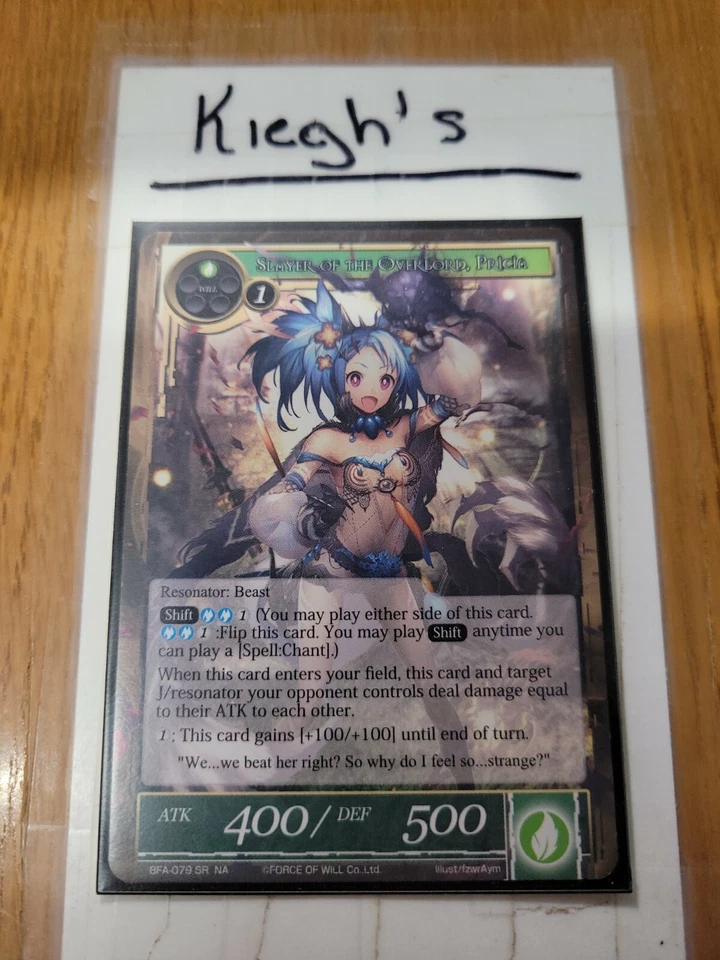 Kiegh's
Slayer of the Overlord, Pricia
WILL
1
Resonator: Beast
Shift 1 (You may play either side of this card.
1 :Flip this card. You may play Shift anytime you
can play a [Spell:Chant].)
When this card enters your field, this card and target
J/resonator your opponent controls deal damage equal
to their ATK to each other.
1 : This card gains [+100/+100] until end of turn.
"We...we beat her right? So why do I feel so...strange?"
ATK 400 / DEF 500
BFA-079 SR NA ©FORCE OF WILL Co.,Ltd. Illust/fzwrAym